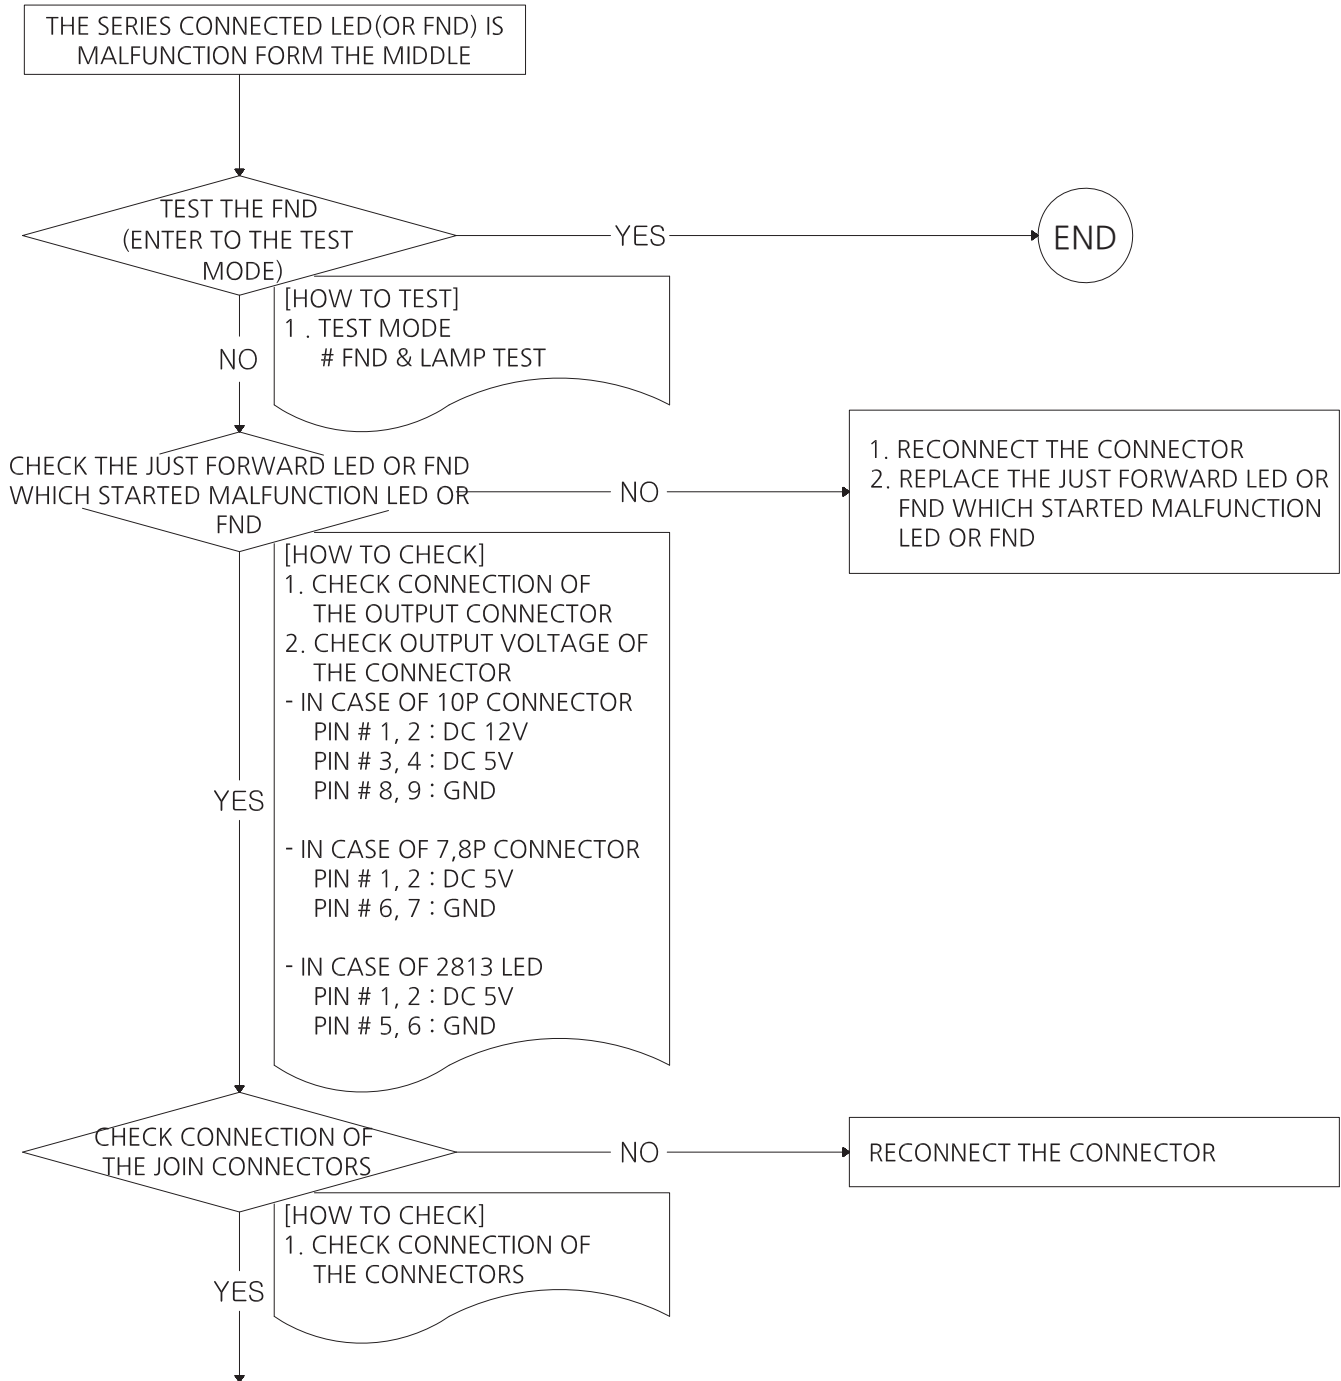 THE SERIES CONNECTED LED(OR FND) IS
MALFUNCTION FORM THE MIDDLE
TEST THE FND
(ENTER TO THE TEST
MODE)
YES
END
[HOW TO TEST]
1 . TEST MODE
# FND & LAMP TEST
NO
CHECK THE JUST FORWARD LED OR FND
WHICH STARTED MALFUNCTION LED OR
FND
NO
1. RECONNECT THE CONNECTOR
2. REPLACE THE JUST FORWARD LED OR
FND WHICH STARTED MALFUNCTION
LED OR FND
[HOW TO CHECK]
1. CHECK CONNECTION OF
THE OUTPUT CONNECTOR
2. CHECK OUTPUT VOLTAGE OF
THE CONNECTOR
- IN CASE OF 10P CONNECTOR
PIN # 1, 2 : DC 12V
PIN # 3, 4 : DC 5V
PIN # 8, 9 : GND
YES
- IN CASE OF 7,8P CONNECTOR
PIN # 1, 2 : DC 5V
PIN # 6, 7 : GND
- IN CASE OF 2813 LED
PIN # 1, 2 : DC 5V
PIN # 5, 6 : GND
CHECK CONNECTION OF
THE JOIN CONNECTORS
NO
RECONNECT THE CONNECTOR
[HOW TO CHECK]
1. CHECK CONNECTION OF
THE CONNECTORS
YES